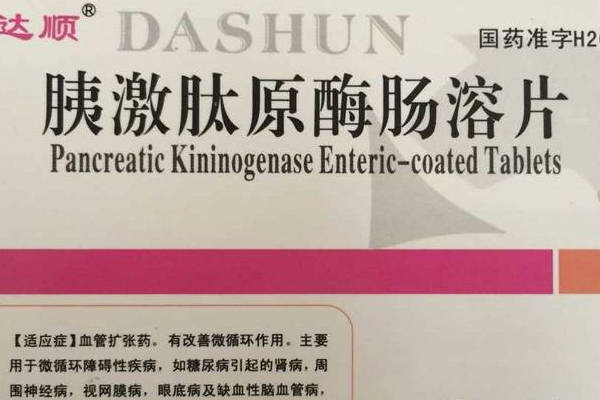 达顺® DASHUN 国药准字H20
胰激肽原酶肠溶片
Pancreatic Kininogenase Enteric-coated Tablets
【适应症】血管扩张药。有改善微循环作用。主要
用于微循环障碍性疾病，如糖尿病引起的肾病，周
围神经病，视网膜病，眼底病及缺血性脑血管病，